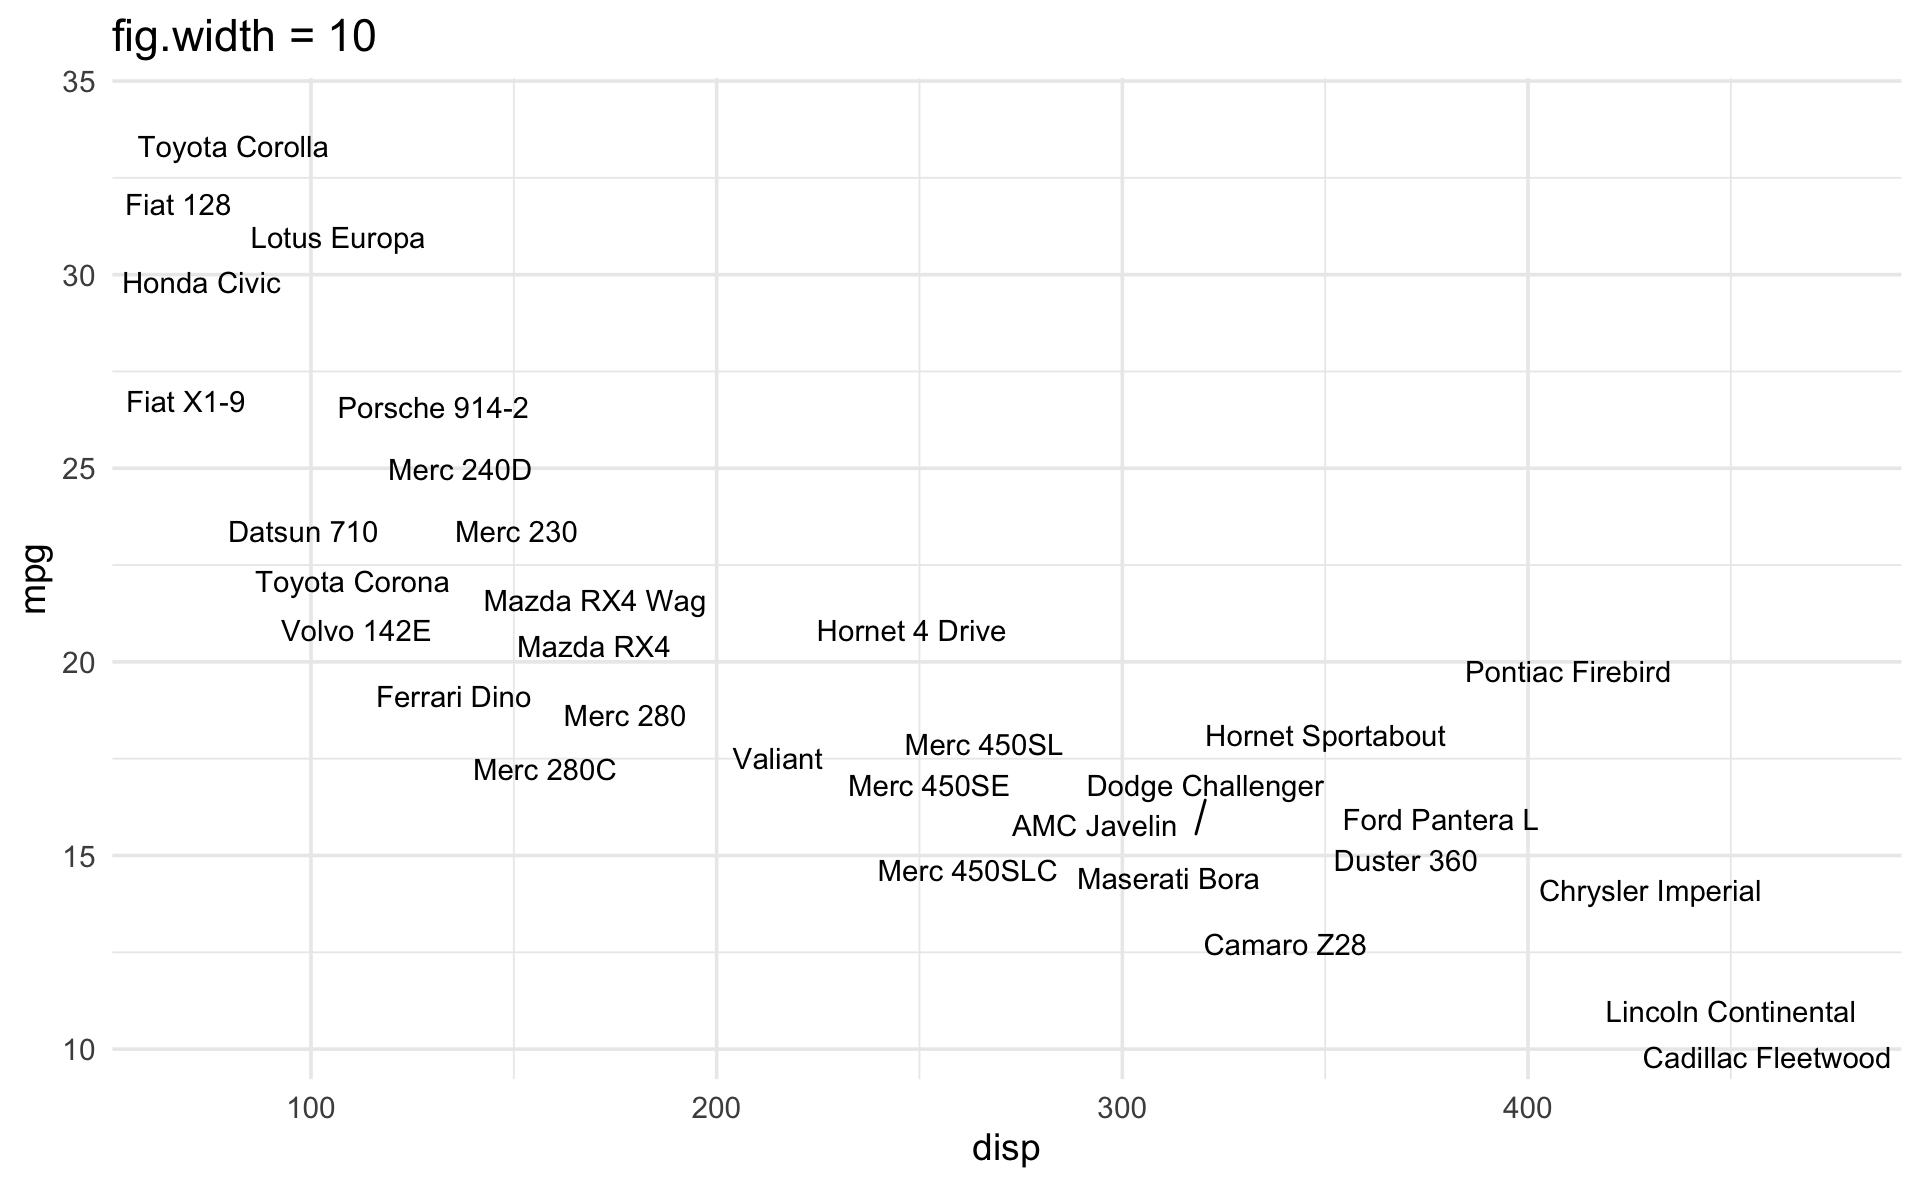 fig.width = 10
35
Toyota Corolla
Fiat 128
Lotus Europa
30
Honda Civic
Fiat X1-9
Porsche 914-2
25
Merc 240D
Datsun 710
Merc 230
mpg
Toyota Corona
Mazda RX4 Wag
Volvo 142E
Hornet 4 Drive
Mazda RX4
20
Pontiac Firebird
Ferrari Dino
Merc 280
Hornet Sportabout
Merc 450SL
Valiant
Merc 280C
Merc 450SE
Dodge Challenger
Ford Pantera L
AMC Javelin
15
Duster 360
Merc 450SLC
Maserati Bora
Chrysler Imperial
Camaro Z28
Lincoln Continental
10
Cadillac Fleetwood
100
200
300
400
disp